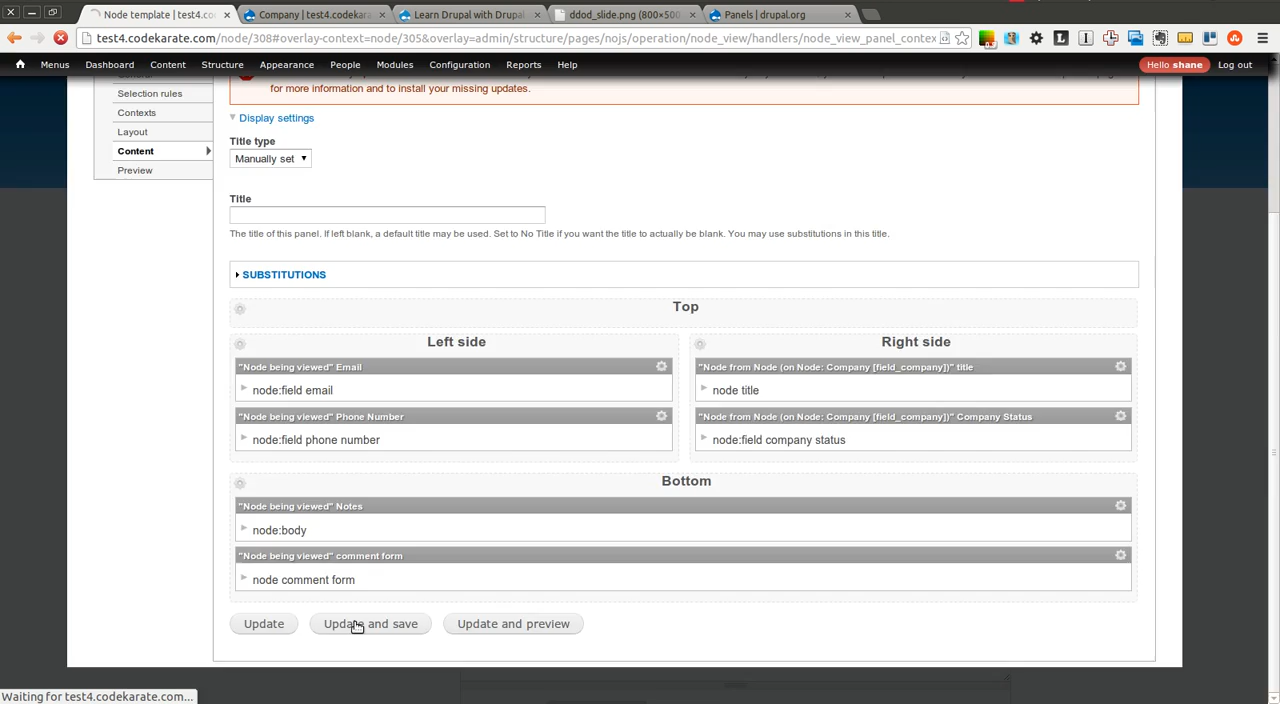 Node template | test4.co
Company | test4.codekara
Learn Drupal with Drupal
ddod_slide.png (800×500
Panels | drupal.org
test4.codekarate.com/node/308#overlay-context=node/305&overlay=admin/structure/pages/nojs/operation/node_view/handlers/node_view_panel_contex
Menus
Dashboard
Content
Structure
Appearance
People
Modules
Configuration
Reports
Help
Hello shane
Log out
Selection rules
Contexts
Layout
Content
Preview
for more information and to install your missing updates.
Display settings
Title type
Manually set
Title
The title of this panel. If left blank, a default title may be used. Set to No Title if you want the title to actually be blank. You may use substitutions in this title.
SUBSTITUTIONS
Top
Left side
"Node being viewed" Email
node:field email
"Node being viewed" Phone Number
node:field phone number
Right side
"Node from Node (on Node: Company [field_company])" title
node title
"Node from Node (on Node: Company [field_company])" Company Status
node:field company status
Bottom
"Node being viewed" Notes
node:body
"Node being viewed" comment form
node comment form
Update
Update and save
Update and preview
Waiting for test4.codekarate.com...